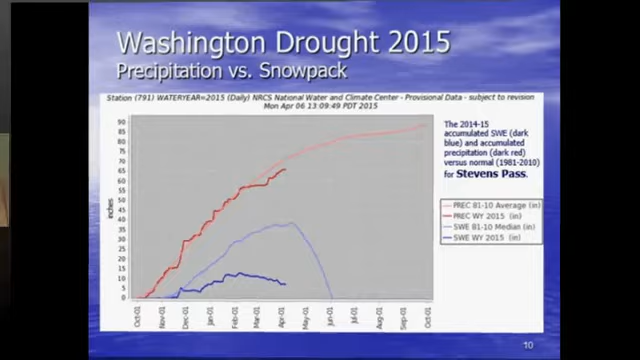 Washington Drought 2015
Precipitation vs. Snowpack
Station (791) WATERYEAR=2015 (Daily) NRCS National Water and Climate Center - Provisional Data - subject to revision
Mon Apr 06 13:09:49 PDT 2015
90
85
80
75
70
65
60
55
50
45
40
35
30
25
20
15
10
5
0
inches
Oct-01
Nov-01
Dec-01
Jan-01
Feb-01
Mar-01
Apr-01
May-01
Jun-01
Jul-01
Aug-01
Sep-01
Oct-01
The 2014-15
accumulated SWE (dark
blue) and accumulated
precipitation (dark red)
versus normal (1981-2010)
for Stevens Pass.
PREC 81-10 Average (in)
PREC WY 2015 (in)
SWE 81-10 Median (in)
SWE WY 2015 (in)
10